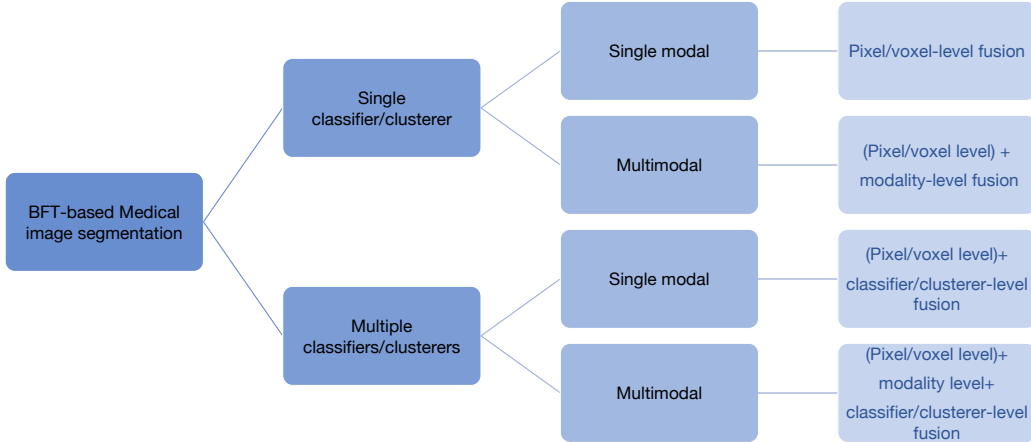 BFT-based Medical
image segmentation
Single
classifier/clusterer
Multiple
classifiers/clusterers
Single modal
Multimodal
Single modal
Multimodal
Pixel/voxel-level fusion
(Pixel/voxel level) +
modality-level fusion
(Pixel/voxel level)+
classifier/clusterer-level
fusion
(Pixel/voxel level)+
modality level+
classifier/clusterer-level
fusion